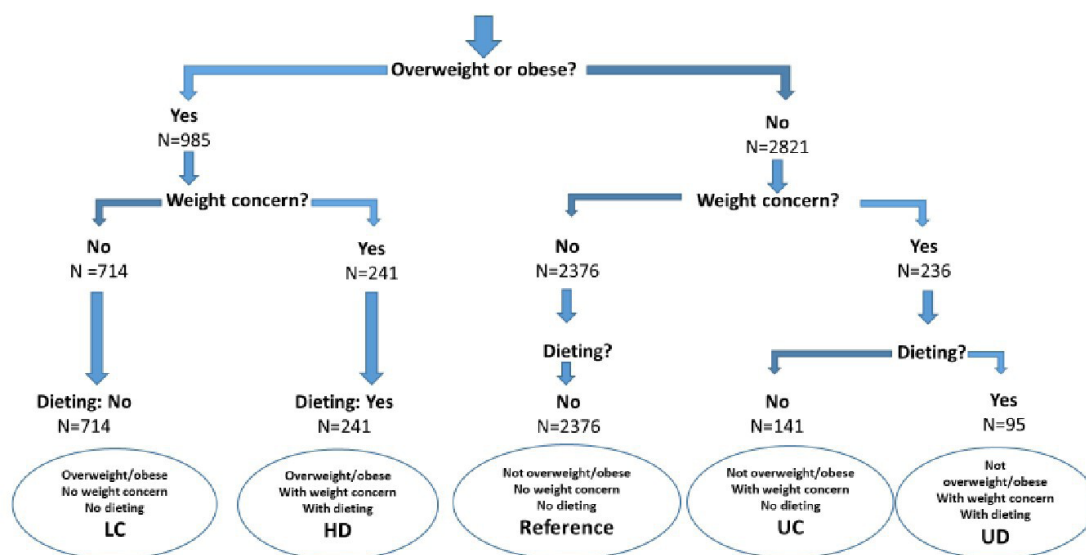 Overweight or obese?
Yes
N=985
No
N=2821
Weight concern?
Weight concern?
No
N =714
Yes
N=241
No
N=2376
Yes
N=236
Dieting?
Dieting?
Dieting: No
N=714
Dieting: Yes
N=241
No
N=2376
No
N=141
Yes
N=95
Overweight/obese
No weight concern
No dieting
LC
Overweight/obese
With weight concern
With dieting
HD
Not overweight/obese
No weight concern
No dieting
Reference
Not overweight/obese
With weight concern
No dieting
UC
Not
overweight/obese
With weight concern
With dieting
UD